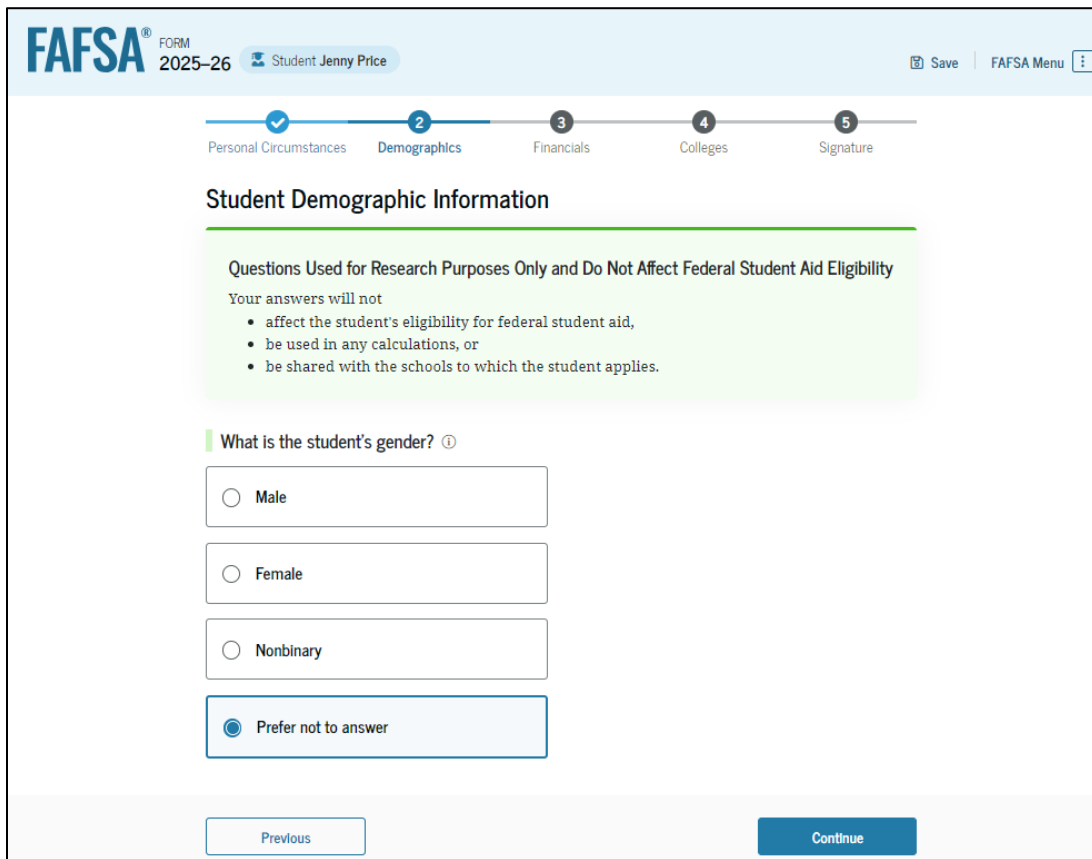 FAFSA® FORM
2025–26 Student Jenny Price Save FAFSA Menu
2 3 4 5
Personal Circumstances Demographics Financials Colleges Signature
Student Demographic Information
Questions Used for Research Purposes Only and Do Not Affect Federal Student Aid Eligibility
Your answers will not
• affect the student's eligibility for federal student aid,
• be used in any calculations, or
• be shared with the schools to which the student applies.
What is the student's gender?
Male
Female
Nonbinary
Prefer not to answer
Previous Continue